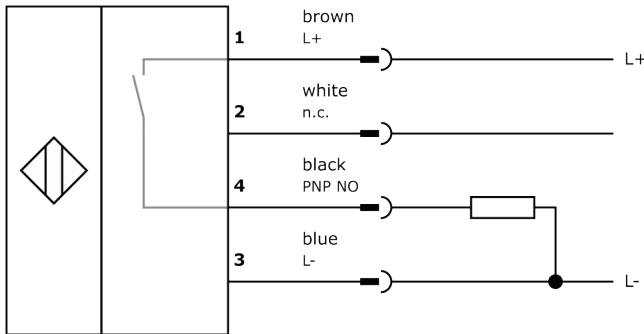 brown
1 L+ L+
white
2 n.c.
black
4 PNP NO
blue
3 L- L-